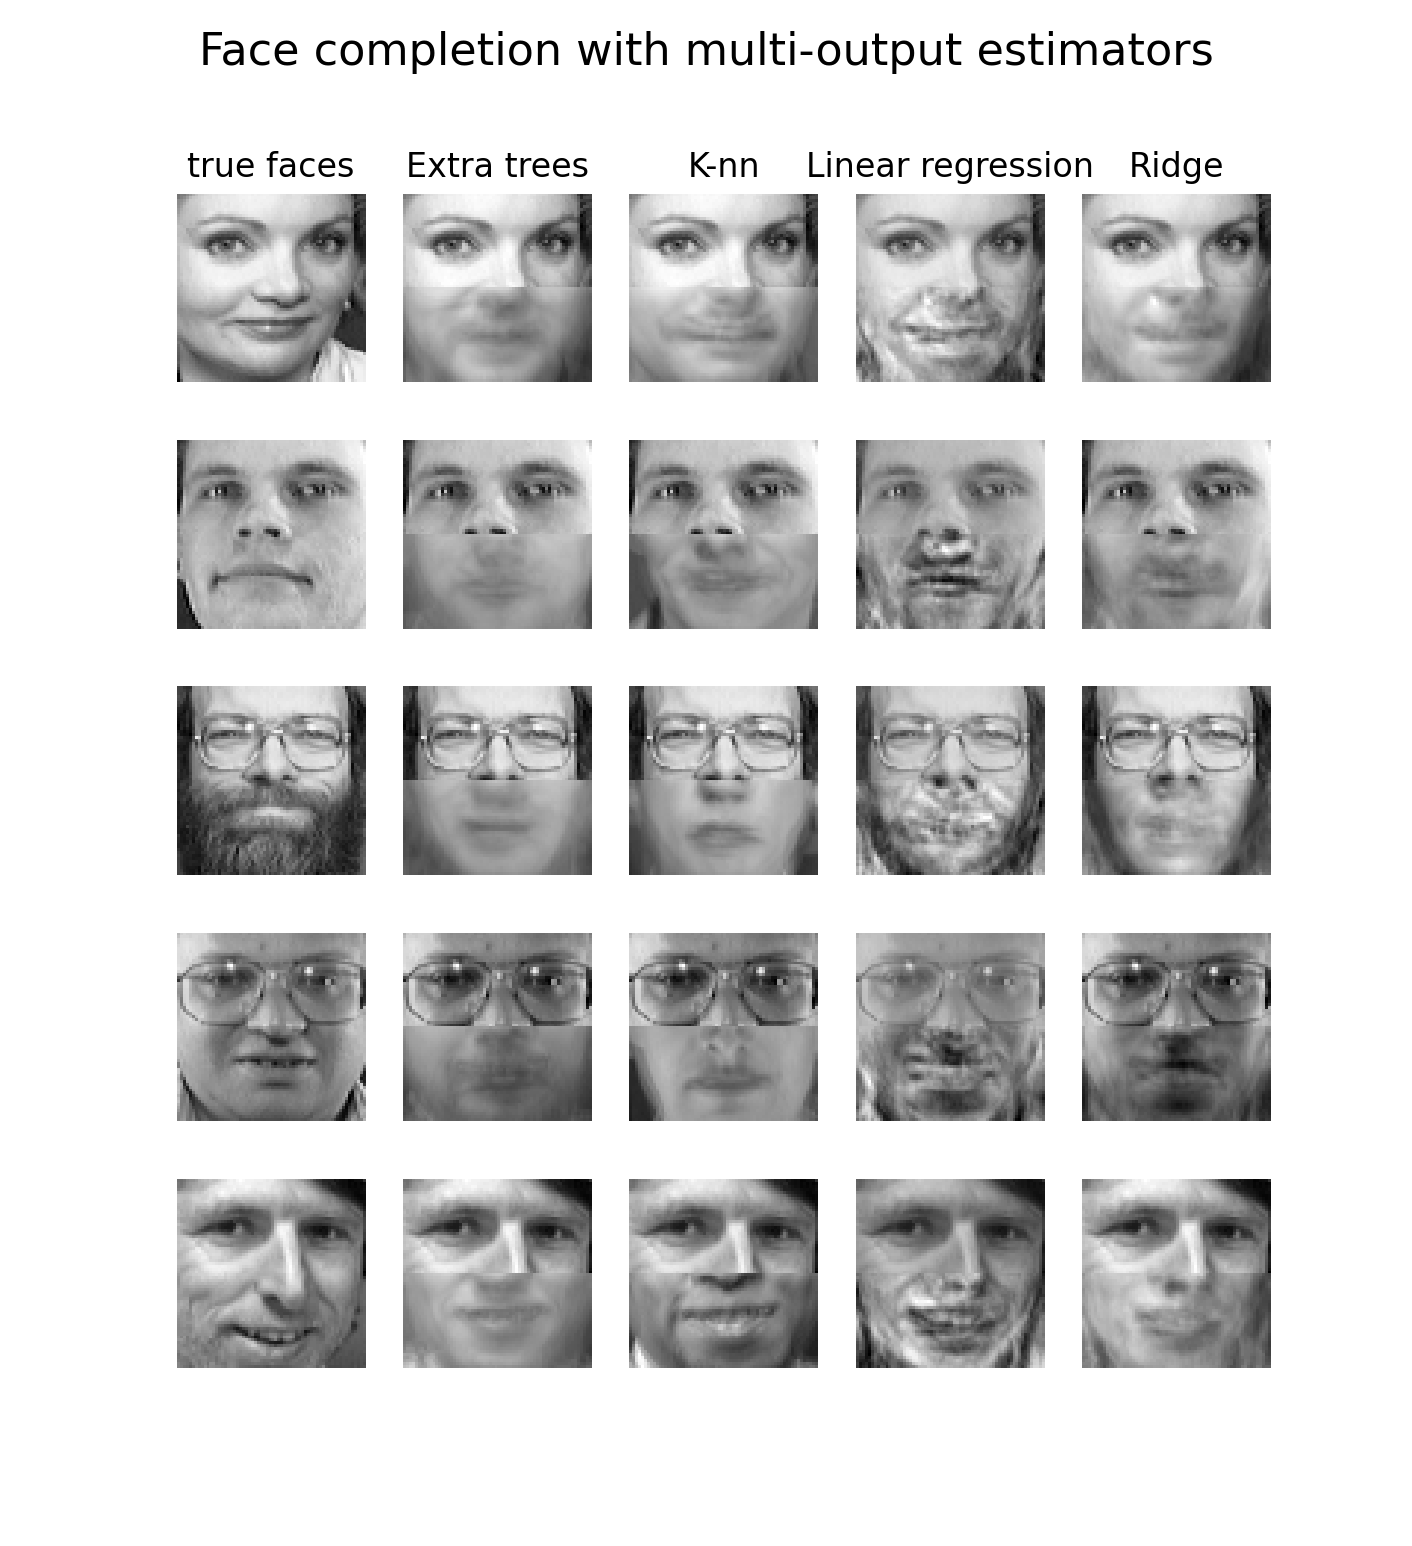 Face completion with multi-output estimators
true faces Extra trees K-nn Linear regression Ridge